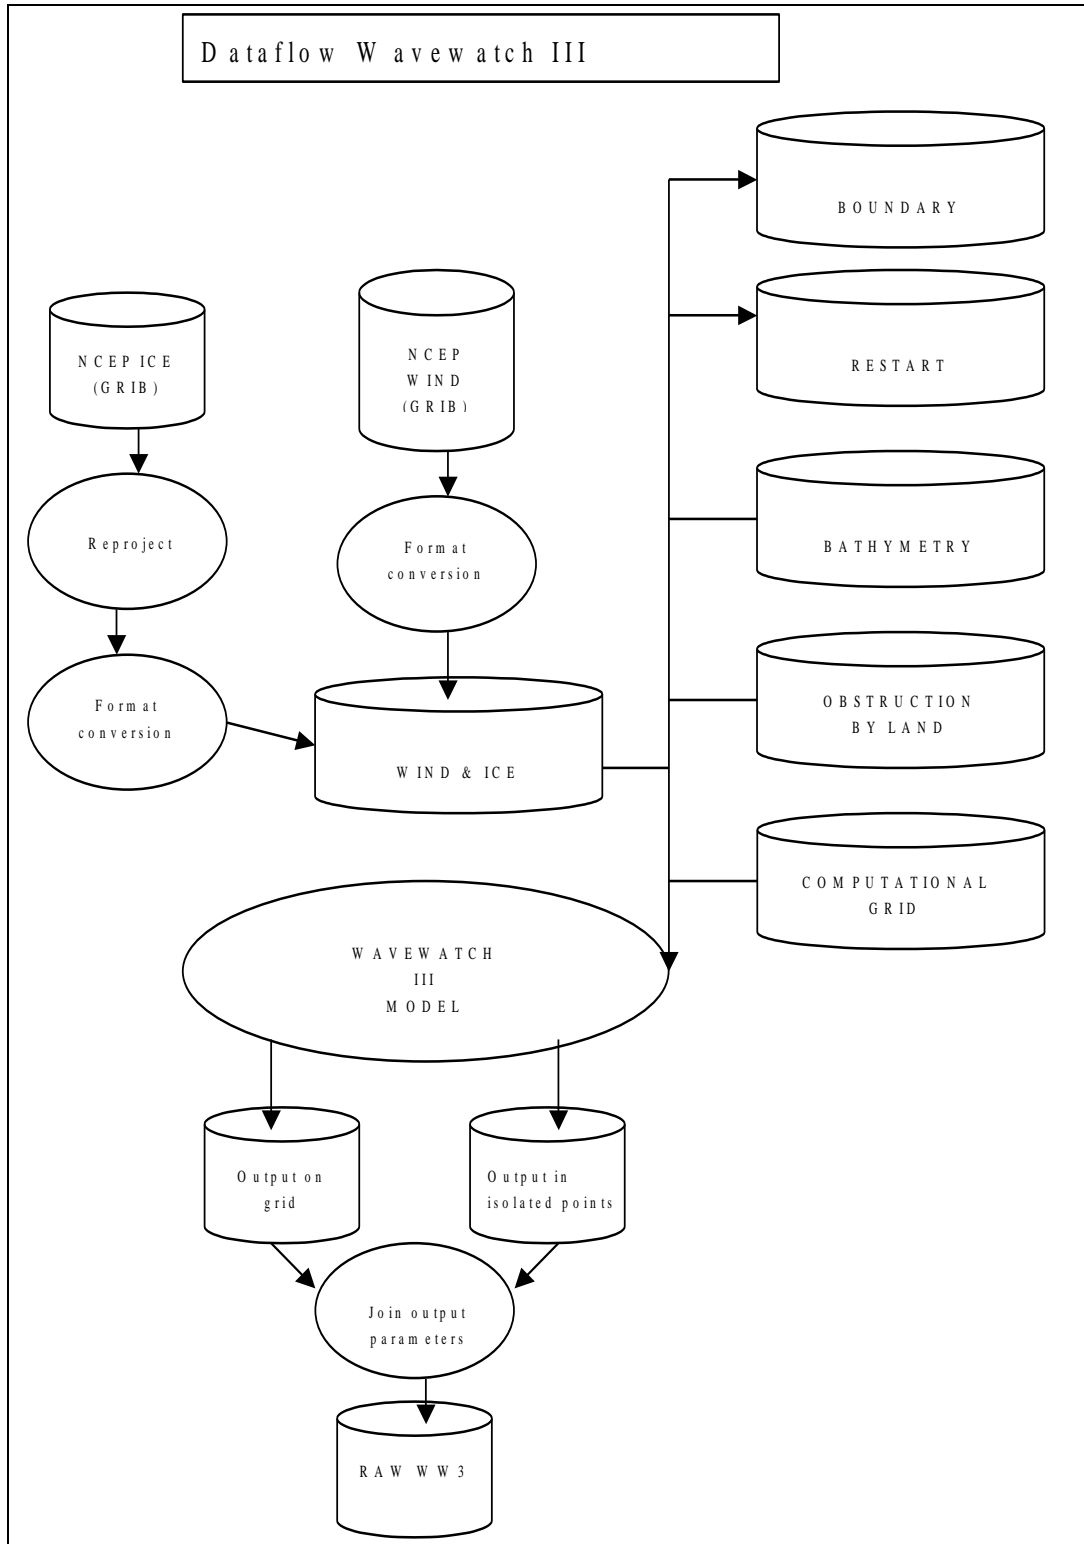 Dataflow Wavewatch III
BOUNDARY
RESTART
NCEP ICE
(GRIB)
NCEP
WIND
(GRIB)
Reproject
Format
conversion
BATHYMETRY
Format
conversion
OBSTRUCTION
BY LAND
WIND & ICE
COMPUTATIONAL
GRID
WAVEWATCH
III
MODEL
Output on
grid
Output in
isolated points
Join output
parameters
RAW WW3